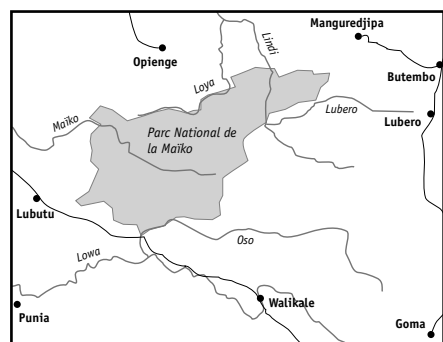 Manguredjipa
Lindi
Opienge
Butembo
Loya
Lubero
Lubero
Maïko
Parc National de
la Maïko
Lubutu
Oso
Lowa
Walikale
Punia
Goma